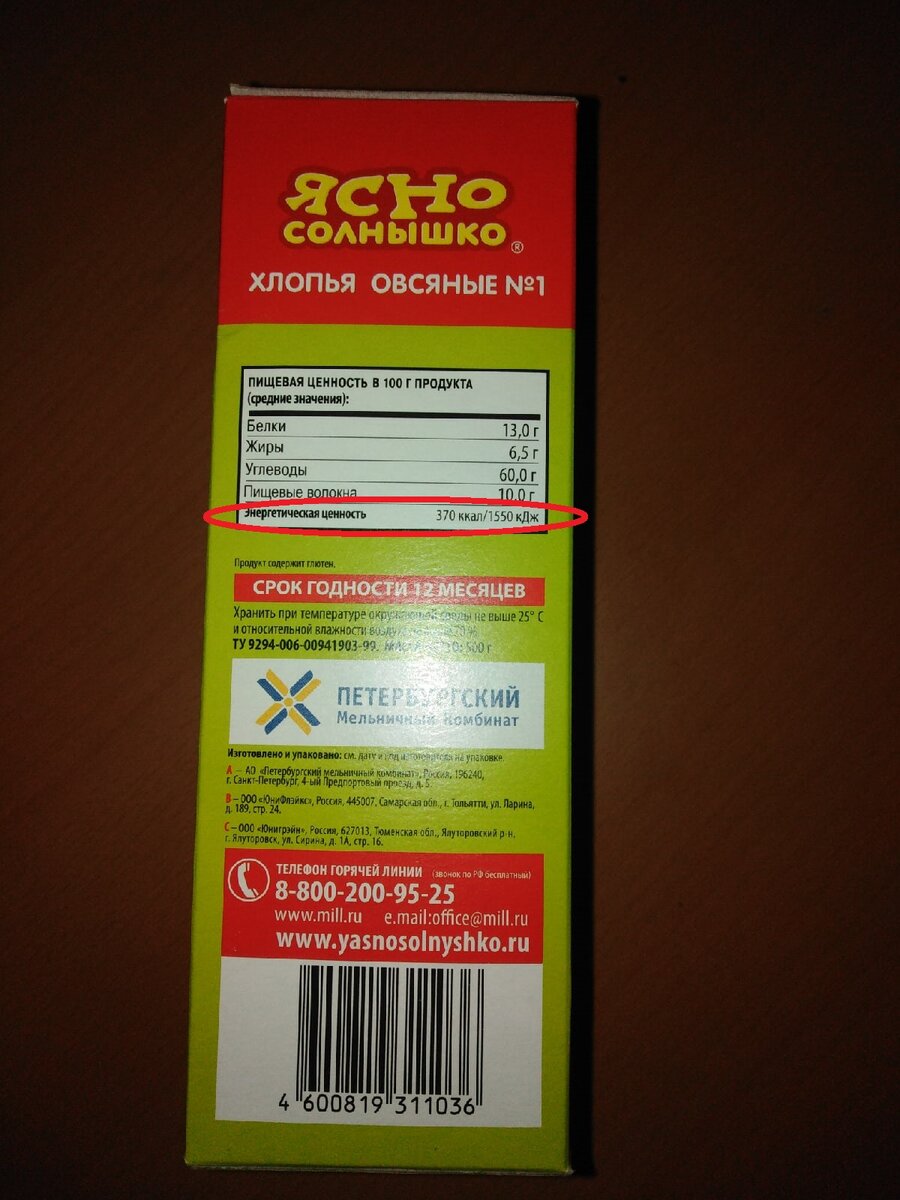 ЯСНО
СОЛНЫШКО®
ХЛОПЬЯ ОВСЯНЫЕ №1
ПИЩЕВАЯ ЦЕННОСТЬ В 100 Г ПРОДУКТА
(средние значения):
Белки 13,0 г
Жиры 6,5 г
Углеводы 60,0 г
Пищевые волокна 10,0 г
Энергетическая ценность 370 ккал/1550 кДж
Продукт содержит глютен.
СРОК ГОДНОСТИ 12 МЕСЯЦЕВ
Хранить при температуре окружающей среды не выше 25° С
и относительной влажности
ТУ 9294-006-00941903-99.
ПЕТЕРБУРГСКИЙ
Мельничный Комбинат
Изготовлено и упаковано: см. дату и код изготовителя на упаковке.
А – АО «Петербургский мельничный комбинат», Россия, 196240,
г. Санкт-Петербург, 4-ый Предпортовый проезд, д. 5.
В – ООО «ЮниФлэйкс», Россия, 445007, Самарская обл., г. Тольятти, ул. Ларина,
д. 189, стр. 24.
С – ООО «Юнигрэйн», Россия, 627013, Тюменская обл., Ялуторовский р-н,
г. Ялуторовск, ул. Сирина, д. 1А, стр. 16.
ТЕЛЕФОН ГОРЯЧЕЙ ЛИНИИ (звонок по РФ бесплатный)
8-800-200-95-25
www.mill.ru e.mail:office@mill.ru
www.yasnosolnyshko.ru
4 600819 311036